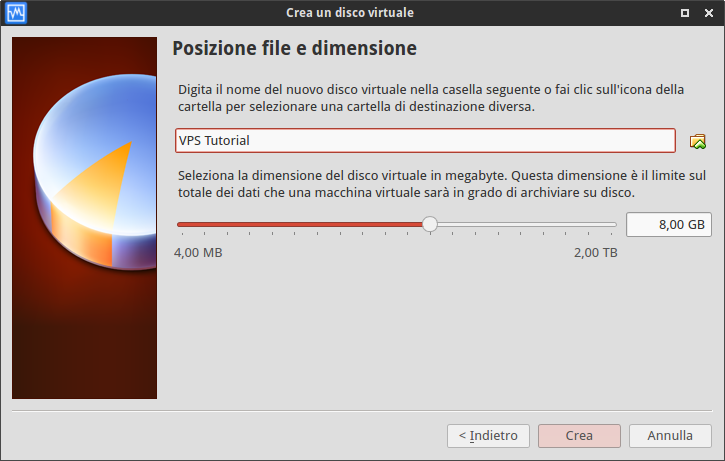 Crea un disco virtuale
Posizione file e dimensione
Digita il nome del nuovo disco virtuale nella casella seguente o fai clic sull'icona della
cartella per selezionare una cartella di destinazione diversa.
VPS Tutorial
Seleziona la dimensione del disco virtuale in megabyte. Questa dimensione è il limite sul
totale dei dati che una macchina virtuale sarà in grado di archiviare su disco.
8,00 GB
4,00 MB 2,00 TB
< Indietro Crea Annulla